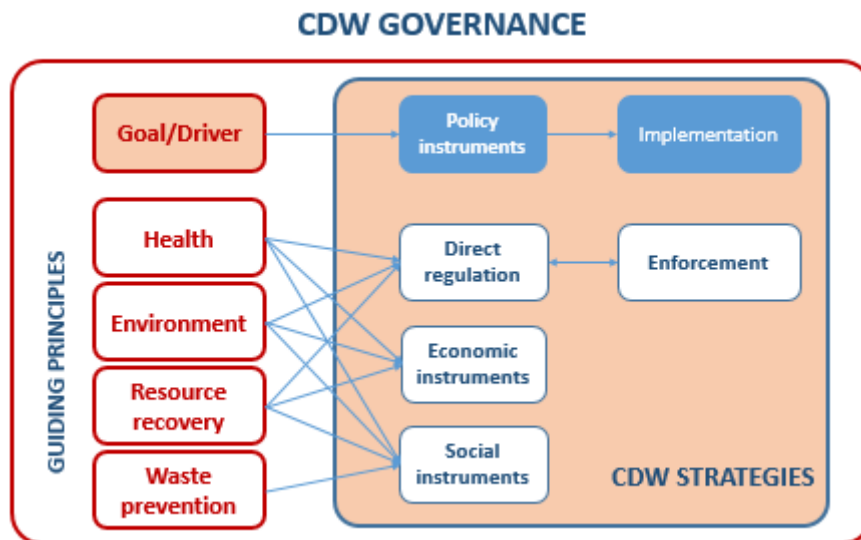 CDW GOVERNANCE
Goal/Driver
Policy
instruments
Implementation
GUIDING PRINCIPLES
Health
Environment
Resource
recovery
Waste
prevention
Direct
regulation
Enforcement
Economic
instruments
Social
instruments
CDW STRATEGIES